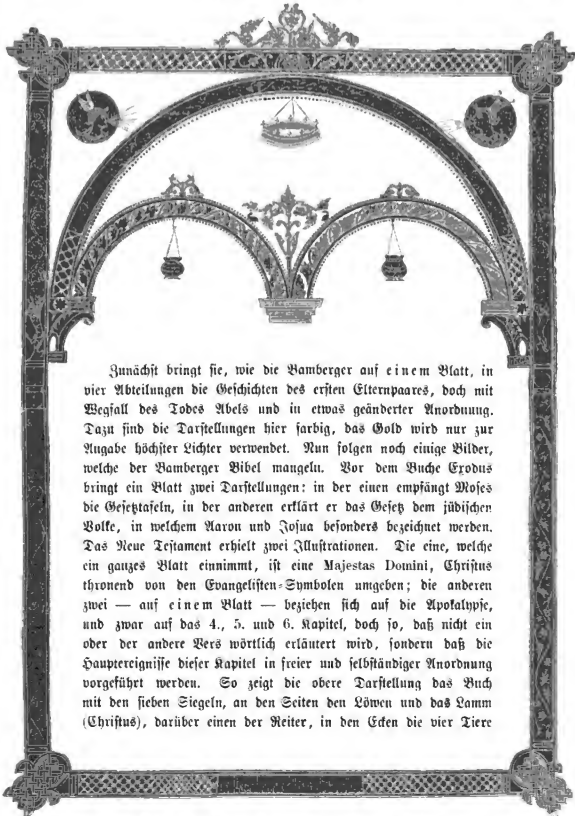 Zunächst bringt sie, wie die Bamberger auf einem Blatt, in
vier Abteilungen die Geschichten des ersten Elternpaares, doch mit
Wegfall des Todes Abels und in etwas geänderter Anordnung.
Dazu sind die Darstellungen hier farbig, das Gold wird nur zur
Angabe höchster Lichter verwendet. Nun folgen noch einige Bilder,
welche der Bamberger Bibel mangeln. Vor dem Buche Exodus
bringt ein Blatt zwei Darstellungen: in der einen empfängt Moses
die Gesetztafeln, in der anderen erklärt er das Gesetz dem jüdischen
Volke, in welchem Aaron und Josua besonders bezeichnet werden.
Das Neue Testament erhielt zwei Illustrationen. Die eine, welche
ein ganzes Blatt einnimmt, ist eine Majestas Domini, Christus
thronend von den Evangelisten-Symbolen umgeben; die anderen
zwei — auf einem Blatt — beziehen sich auf die Apokalypse,
und zwar auf das 4., 5. und 6. Kapitel, doch so, daß nicht ein
oder der andere Vers wörtlich erläutert wird, sondern daß die
Hauptereignisse dieser Kapitel in freier und selbständiger Anordnung
vorgeführt werden. So zeigt die obere Darstellung das Buch
mit den sieben Siegeln, an den Seiten den Löwen und das Lamm
(Christus), darüber einen der Reiter, in den Ecken die vier Tiere